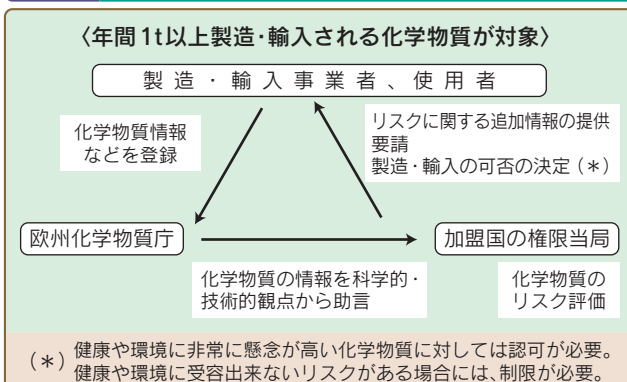 〈年間1t以上製造・輸入される化学物質が対象〉
製造・輸入事業者、使用者
化学物質情報
などを登録
リスクに関する追加情報の提供
要請
製造・輸入の可否の決定(*)
欧州化学物質庁
加盟国の権限当局
化学物質の情報を科学的・
技術的観点から助言
化学物質の
リスク評価
(*)健康や環境に非常に懸念が高い化学物質に対しては認可が必要。
健康や環境に受容出来ないリスクがある場合には、制限が必要。